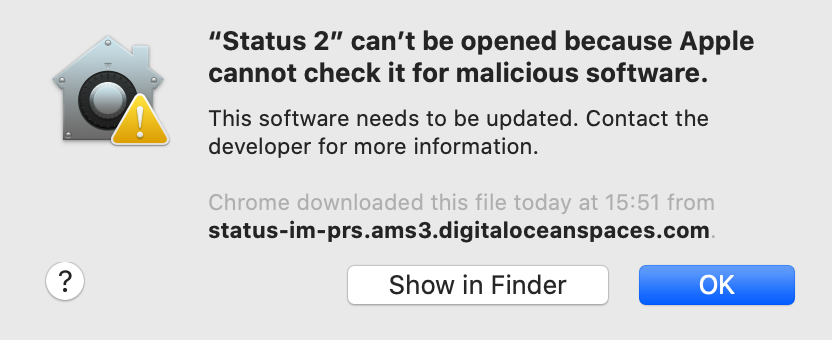 “Status 2” can’t be opened because Apple
cannot check it for malicious software.
This software needs to be updated. Contact the
developer for more information.
Chrome downloaded this file today at 15:51 from
status-im-prs.ams3.digitaloceanspaces.com.
?
Show in Finder
OK